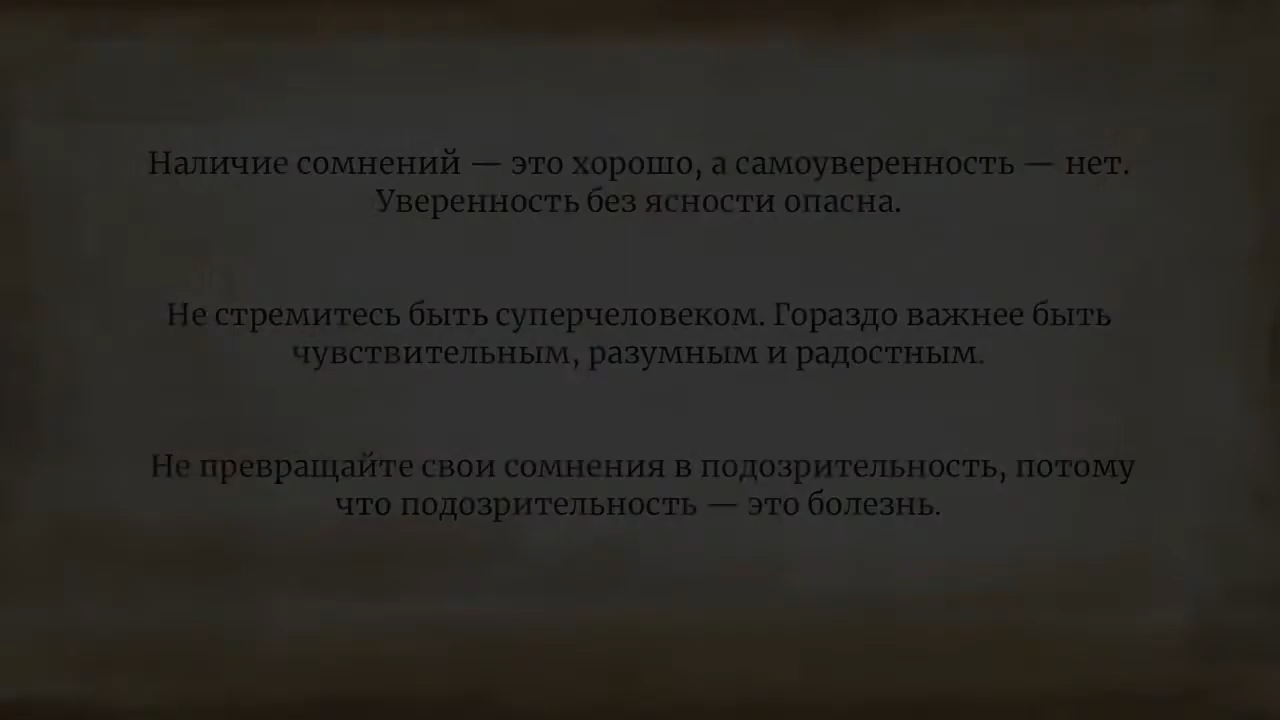 Наличие сомнений — это хорошо, а самоуверенность — нет.
Уверенность без ясности опасна.
Не стремитесь быть суперчеловеком. Гораздо важнее быть
чувствительным, разумным и радостным.
Не превращайте свои сомнения в подозрительность, потому
что подозрительность — это болезнь.